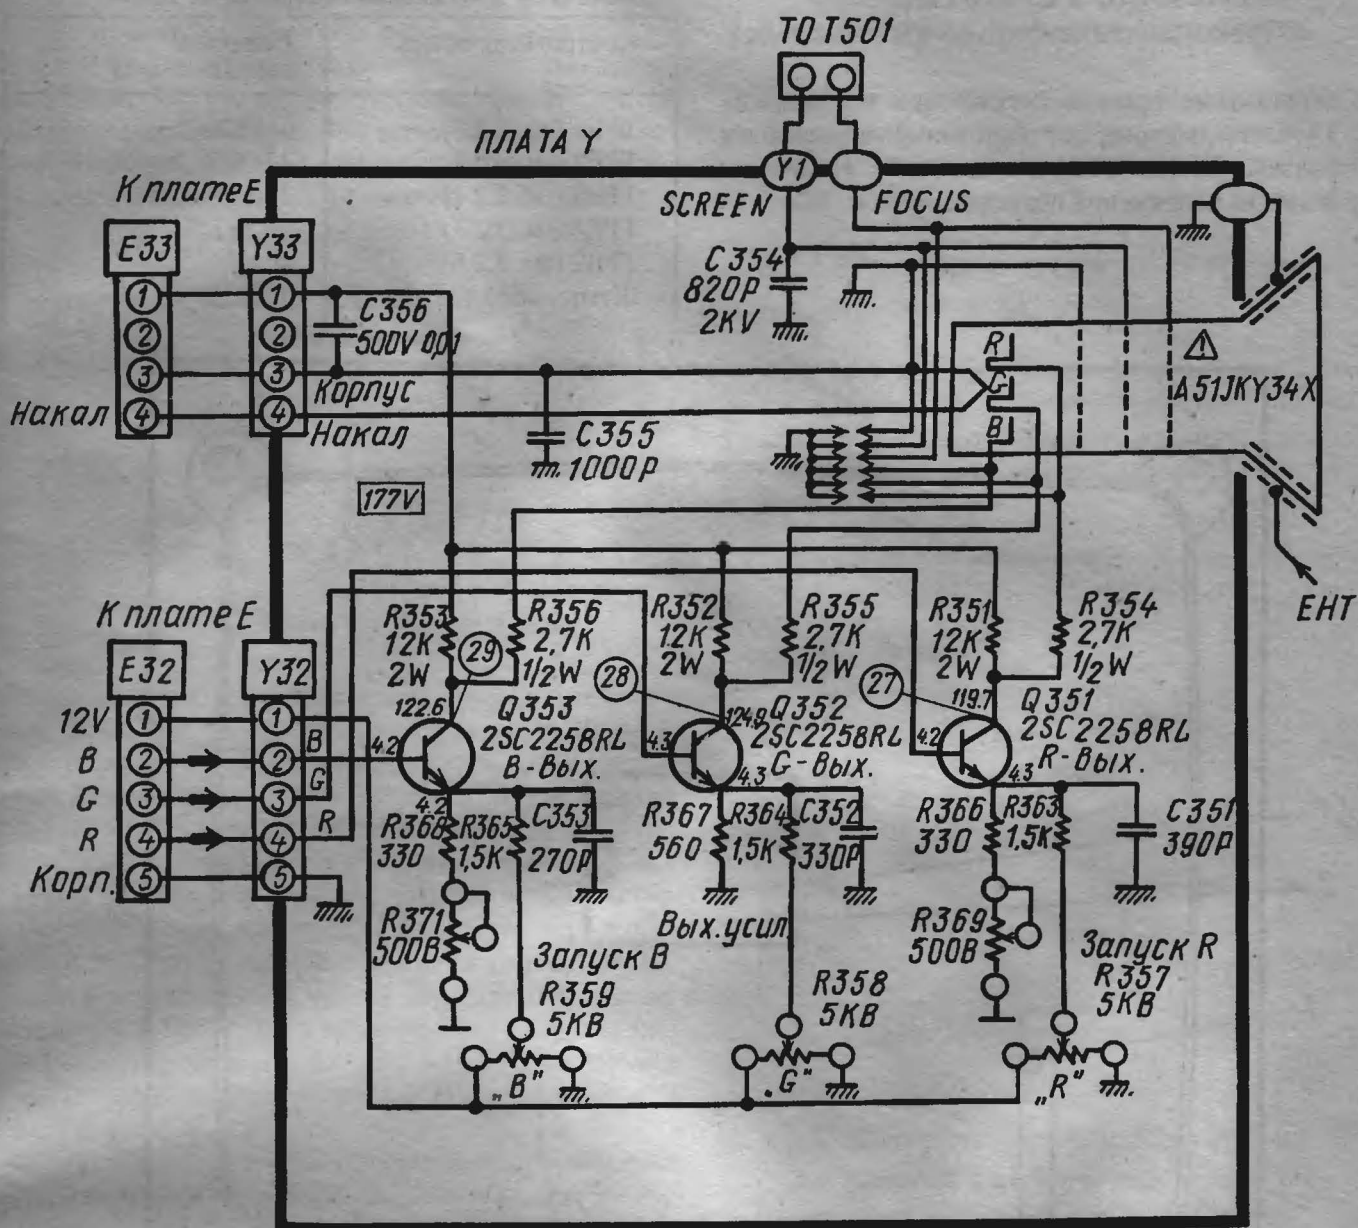 TO T501
ПЛАТА Y
К плате E
Y1
SCREEN
FOCUS
E33
Y33
C354
820P
2KV
1
1
2
2
3
3
4
4
C356
500V 0,01
Корпус
Накал
Накал
C355
1000P
R
G
B
A51JKY34X
177V
EHT
К плате E
E32
Y32
12V
B
G
R
Корп.
1
1
2
2
3
3
4
4
5
5
B
G
R
R353
12K
2W
R356
2,7K
1/2W
29
R352
12K
2W
R355
2,7K
1/2W
28
R351
12K
2W
R354
2,7K
1/2W
27
122.6
Q353
2SC2258RL
B-Вых.
4.2
4.2
124.9
Q352
2SC2258RL
G-Вых.
4.3
4.3
119.7
Q351
2SC2258RL
R-Вых.
4.2
4.3
R368
330
R365
1,5K
C353
270P
R367
560
R364
1,5K
C352
330P
R366
330
R363
1,5K
C351
390P
R371
500B
Вых. усил.
R369
500B
Запуск B
R359
5KB
R358
5KB
Запуск R
R357
5KB
„B"
„G"
„R"